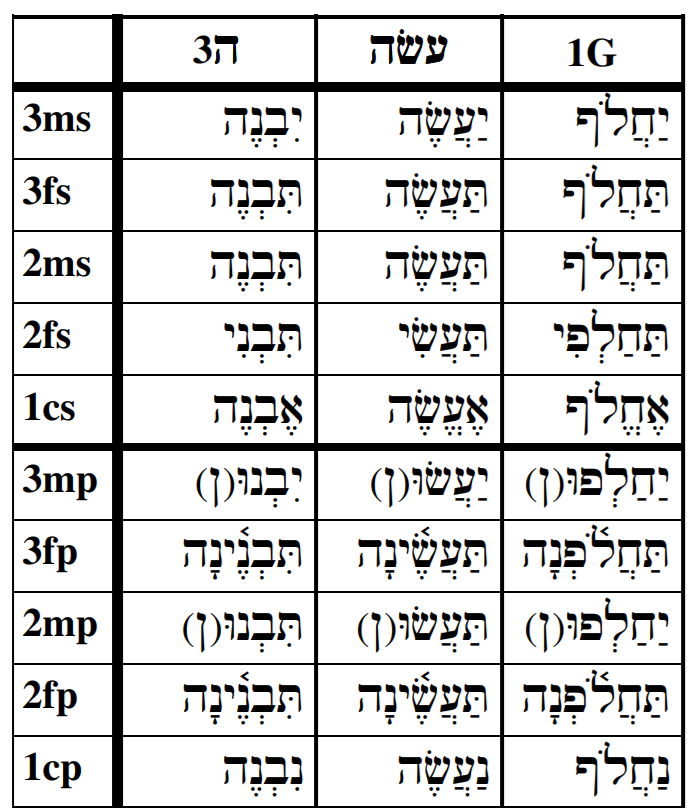 3ה עשׂה 1G
3ms יִבְנֶה יַעֲשֶׂה יַחֲלֹף
3fs תִּבְנֶה תַּעֲשֶׂה תַּחֲלֹף
2ms תִּבְנֶה תַּעֲשֶׂה תַּחֲלֹף
2fs תִּבְנִי תַּעֲשִׂי תַּחַלְפִי
1cs אֶבְנֶה אֶעֱשֶׂה אֶחֱלֹף
3mp יִבְנוּ(ן) יַעֲשׂוּ(ן) יַחַלְפוּ(ן)
3fp תִּבְנֶ֫ינָה תַּעֲשֶׂ֫ינָה תַּחֲלֹ֫פְנָה
2mp תִּבְנוּ(ן) תַּעֲשׂוּ(ן) יַחַלְפוּ(ן)
2fp תִּבְנֶ֫ינָה תַּעֲשֶׂ֫ינָה תַּחֲלֹ֫פְנָה
1cp נִבְנֶה נַעֲשֶׂה נַחֲלֹף